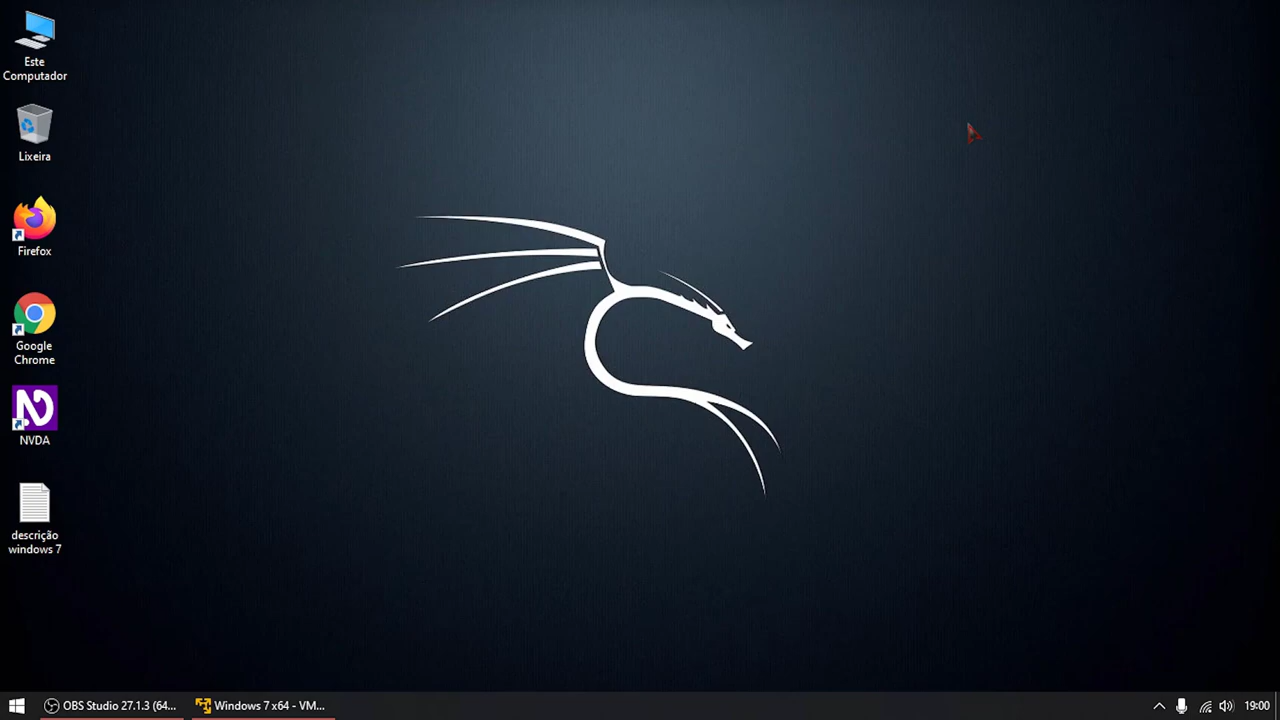 Este
Computador
Lixeira
Firefox
Google
Chrome
NVDA
descrição
windows 7
OBS Studio 27.1.3 (64...
Windows 7 x64 - VM...
19:00